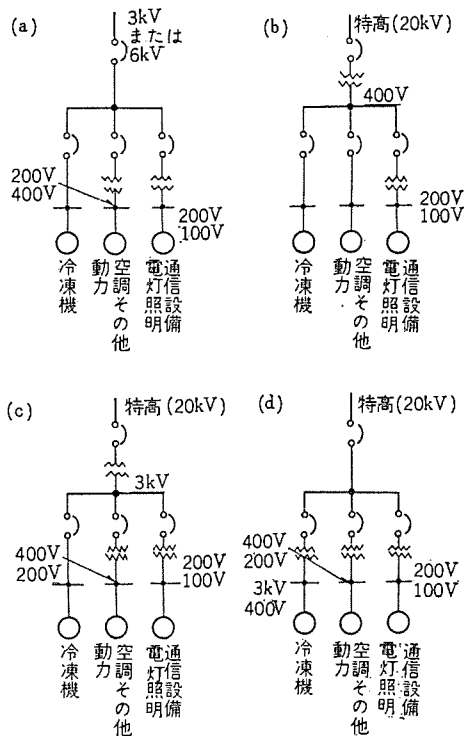 (a)
3kV
または
6kV
200V
400V
200V
100V
冷凍機
動力
空調その他
電灯照明
通信設備
(b)
特高(20kV)
400V
200V
100V
冷凍機
動力
空調その他
電灯照明
通信設備
(c)
特高(20kV)
3kV
400V
200V
200V
100V
冷凍機
動力
空調その他
電灯照明
通信設備
(d)
特高(20kV)
400V
200V
3kV
400V
200V
100V
冷凍機
動力
空調その他
電灯照明
通信設備